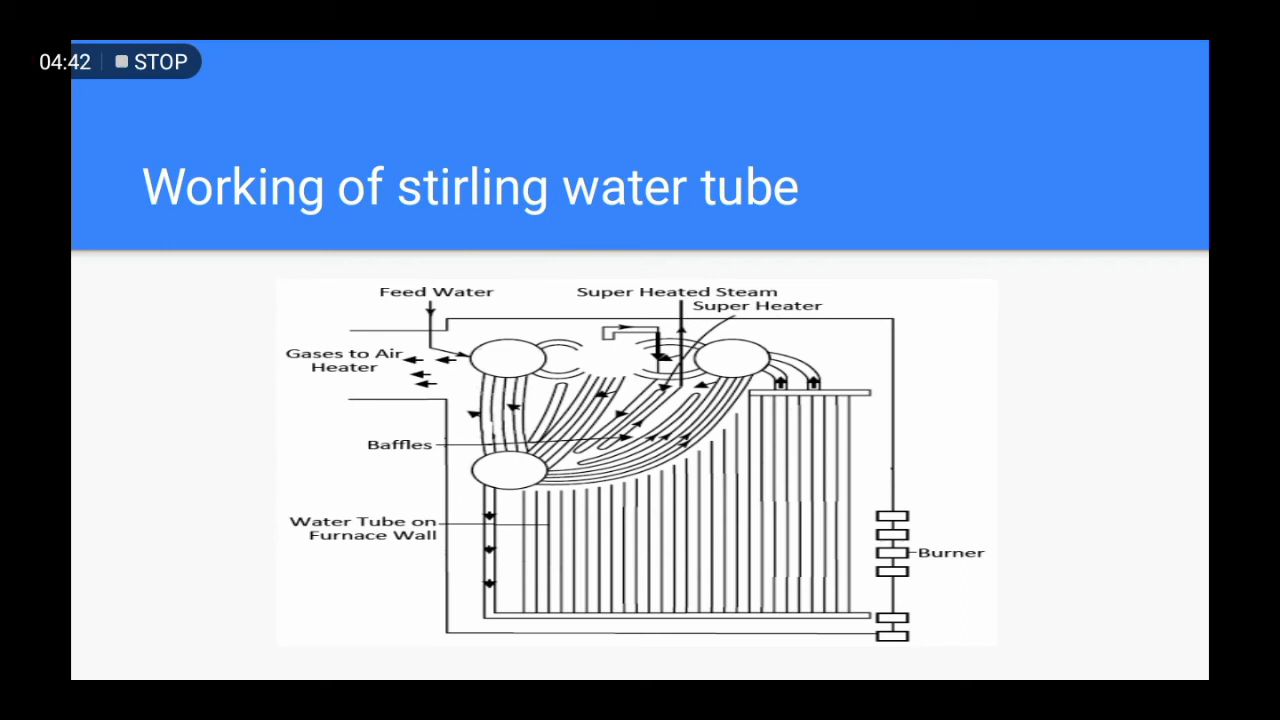 04:42 STOP
Working of stirling water tube
Feed Water
Super Heated Steam
Super Heater
Gases to Air
Heater
Baffles
Water Tube on
Furnace Wall
Burner